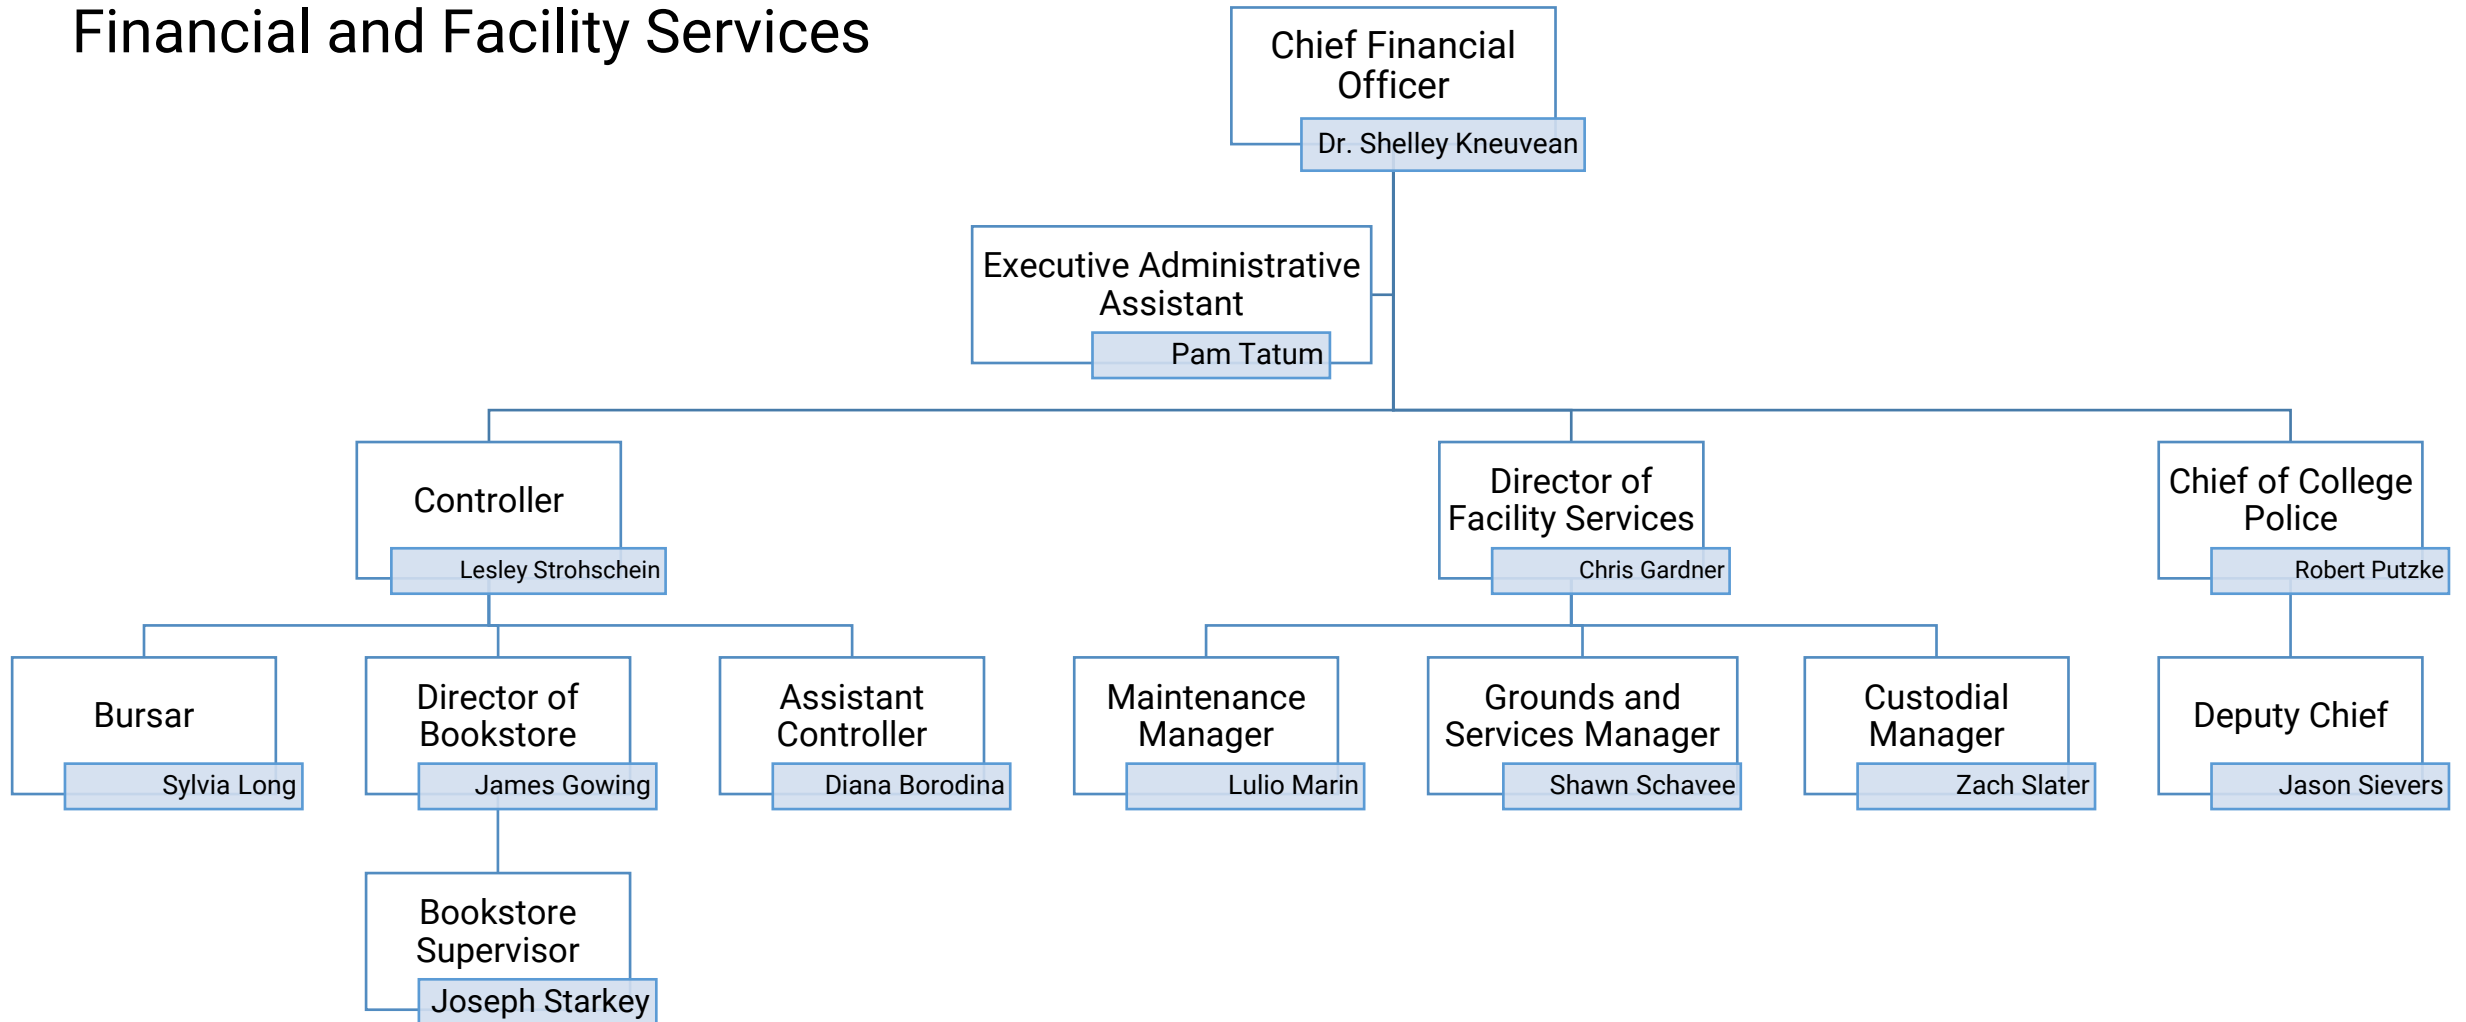 Financial and Facility Services
Chief Financial
Officer
Dr. Shelley Kneuvean
Executive Administrative
Assistant
Pam Tatum
Controller
Lesley Strohschein
Director of
Facility Services
Chris Gardner
Chief of College
Police
Robert Putzke
Bursar
Sylvia Long
Director of
Bookstore
James Gowing
Assistant
Controller
Diana Borodina
Maintenance
Manager
Lulio Marin
Grounds and
Services Manager
Shawn Schavee
Custodial
Manager
Zach Slater
Deputy Chief
Jason Sievers
Bookstore
Supervisor
Joseph Starkey